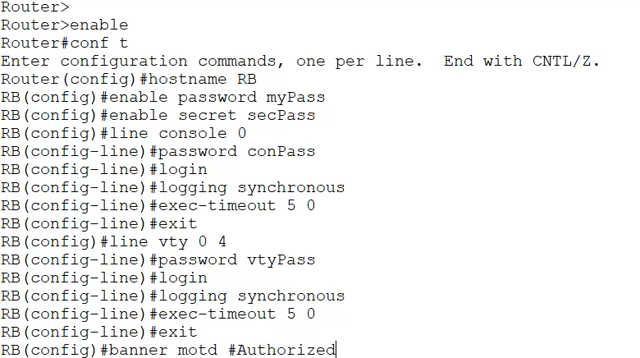 Router>
Router>enable
Router#conf t
Enter configuration commands, one per line.  End with CNTL/Z.
Router(config)#hostname RB
RB(config)#enable password myPass
RB(config)#enable secret secPass
RB(config)#line console 0
RB(config-line)#password conPass
RB(config-line)#login
RB(config-line)#logging synchronous
RB(config-line)#exec-timeout 5 0
RB(config-line)#exit
RB(config)#line vty 0 4
RB(config-line)#password vtyPass
RB(config-line)#login
RB(config-line)#logging synchronous
RB(config-line)#exec-timeout 5 0
RB(config-line)#exit
RB(config)#banner motd #Authorized